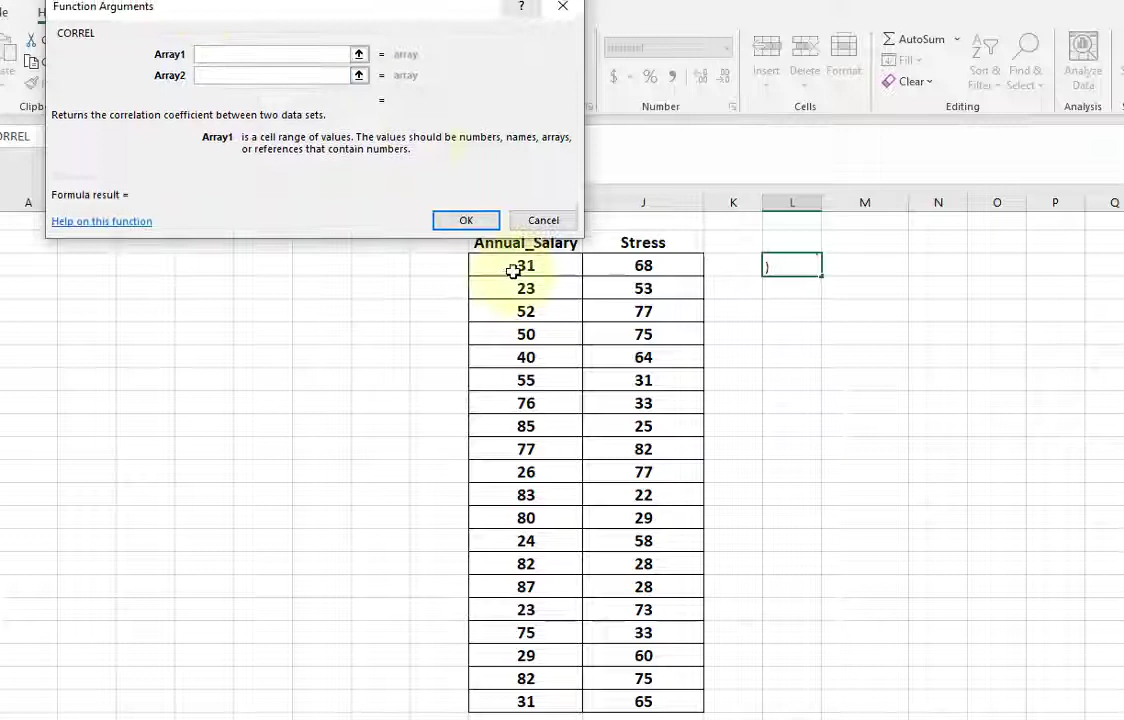 Function Arguments ?
CORREL
Array1 = array
Array2 = array
=
Returns the correlation coefficient between two data sets.
Array1 is a cell range of values. The values should be numbers, names, arrays,
or references that contain numbers.
Formula result =
Help on this function
OK Cancel
AutoSum
Fill
Clear
Insert Delete Format
Sort & Find &
Filter Select
Analyze
Data
$ % 9
Clipb
Number Cells Editing Analysis
ORREL
A J K L M N O P Q
Annual_Salary Stress
31 68 )
23 53
52 77
50 75
40 64
55 31
76 33
85 25
77 82
26 77
83 22
80 29
24 58
82 28
87 28
23 73
75 33
29 60
82 75
31 65